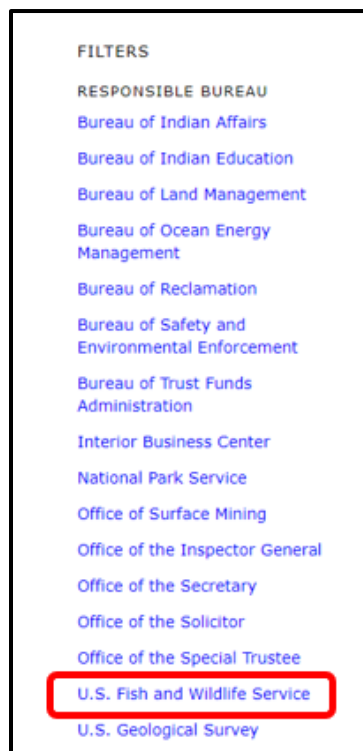 FILTERS
RESPONSIBLE BUREAU
Bureau of Indian Affairs
Bureau of Indian Education
Bureau of Land Management
Bureau of Ocean Energy
Management
Bureau of Reclamation
Bureau of Safety and
Environmental Enforcement
Bureau of Trust Funds
Administration
Interior Business Center
National Park Service
Office of Surface Mining
Office of the Inspector General
Office of the Secretary
Office of the Solicitor
Office of the Special Trustee
U.S. Fish and Wildlife Service
U.S. Geological Survey